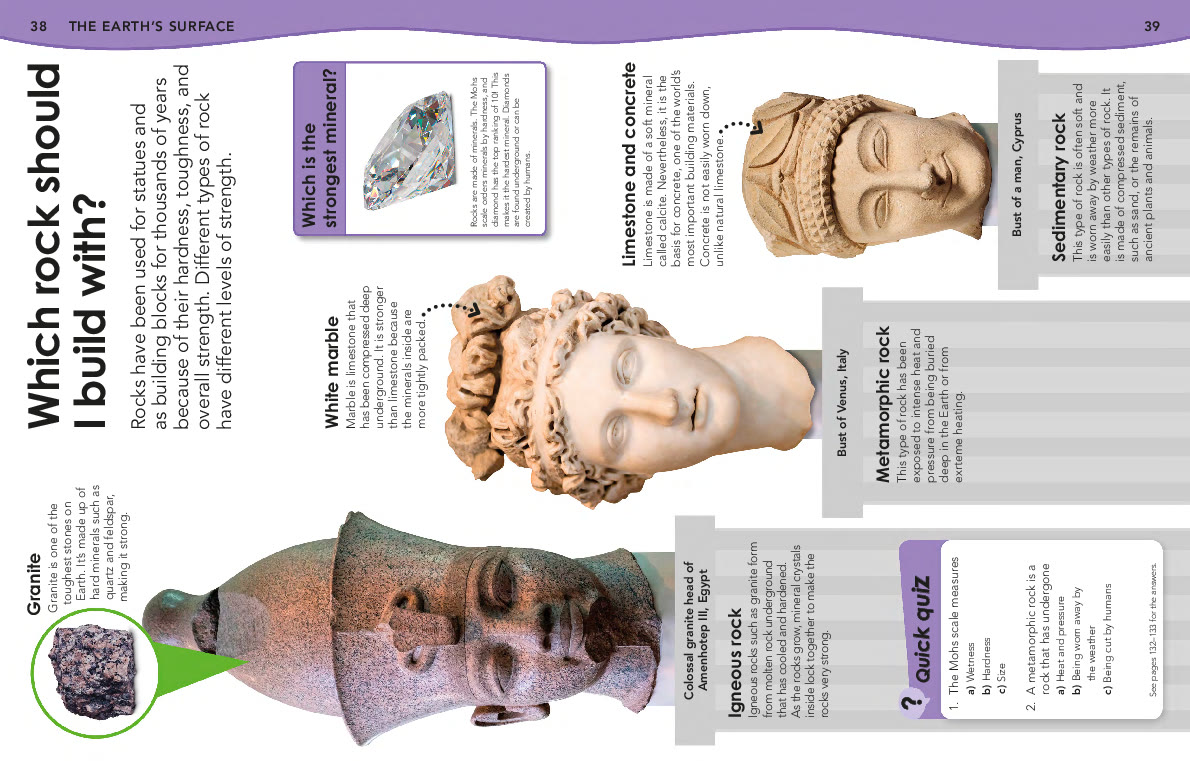 38
THE EARTH'S SURFACE
39
Which rock should
I build with?
Rocks have been used for statues and
as building blocks for thousands of years
because of their hardness, toughness, and
overall strength. Different types of rock
have different levels of strength.
Granite
Granite is one of the
toughest stones on
Earth. It's made up of
hard minerals such as
quartz and feldspar,
making it strong.
White marble
Marble is limestone that
has been compressed deep
underground. It is stronger
than limestone because
the minerals inside are
more tightly packed.
Which is the
strongest mineral?
Rocks are made of minerals. The Mohs
scale orders minerals by hardness, and
diamond has the top ranking of 10! This
makes it the hardest mineral. Diamonds
are found underground or can be
created by humans.
Limestone and concrete
Limestone is made of a soft mineral
called calcite. Nevertheless, it is the
basis for concrete, one of the world's
most important building materials.
Concrete is not easily worn down,
unlike natural limestone.
Colossal granite head of
Amenhotep III, Egypt
Igneous rock
Igneous rocks such as granite form
from molten rock underground
that has cooled and hardened.
As the rocks grow, mineral crystals
inside lock together to make the
rocks very strong.
Bust of Venus, Italy
Metamorphic rock
This type of rock has been
exposed to intense heat and
pressure from being buried
deep in the Earth or from
exrteme heating.
Bust of a man, Cyprus
Sedimentary rock
This type of rock is often soft and
is worn away by weather more
easily than other types of rock. It
is made of compressed sediment,
such as sand, or the remains of
ancient plants and animals.
? Quick quiz
1. The Mohs scale measures
a) Wetness
b) Hardness
c) Size
2. A metamorphic rock is a
rock that has undergone
a) Heat and pressure
b) Being worn away by
the weather
c) Being cut by humans
See pages 132–133 for the answers.